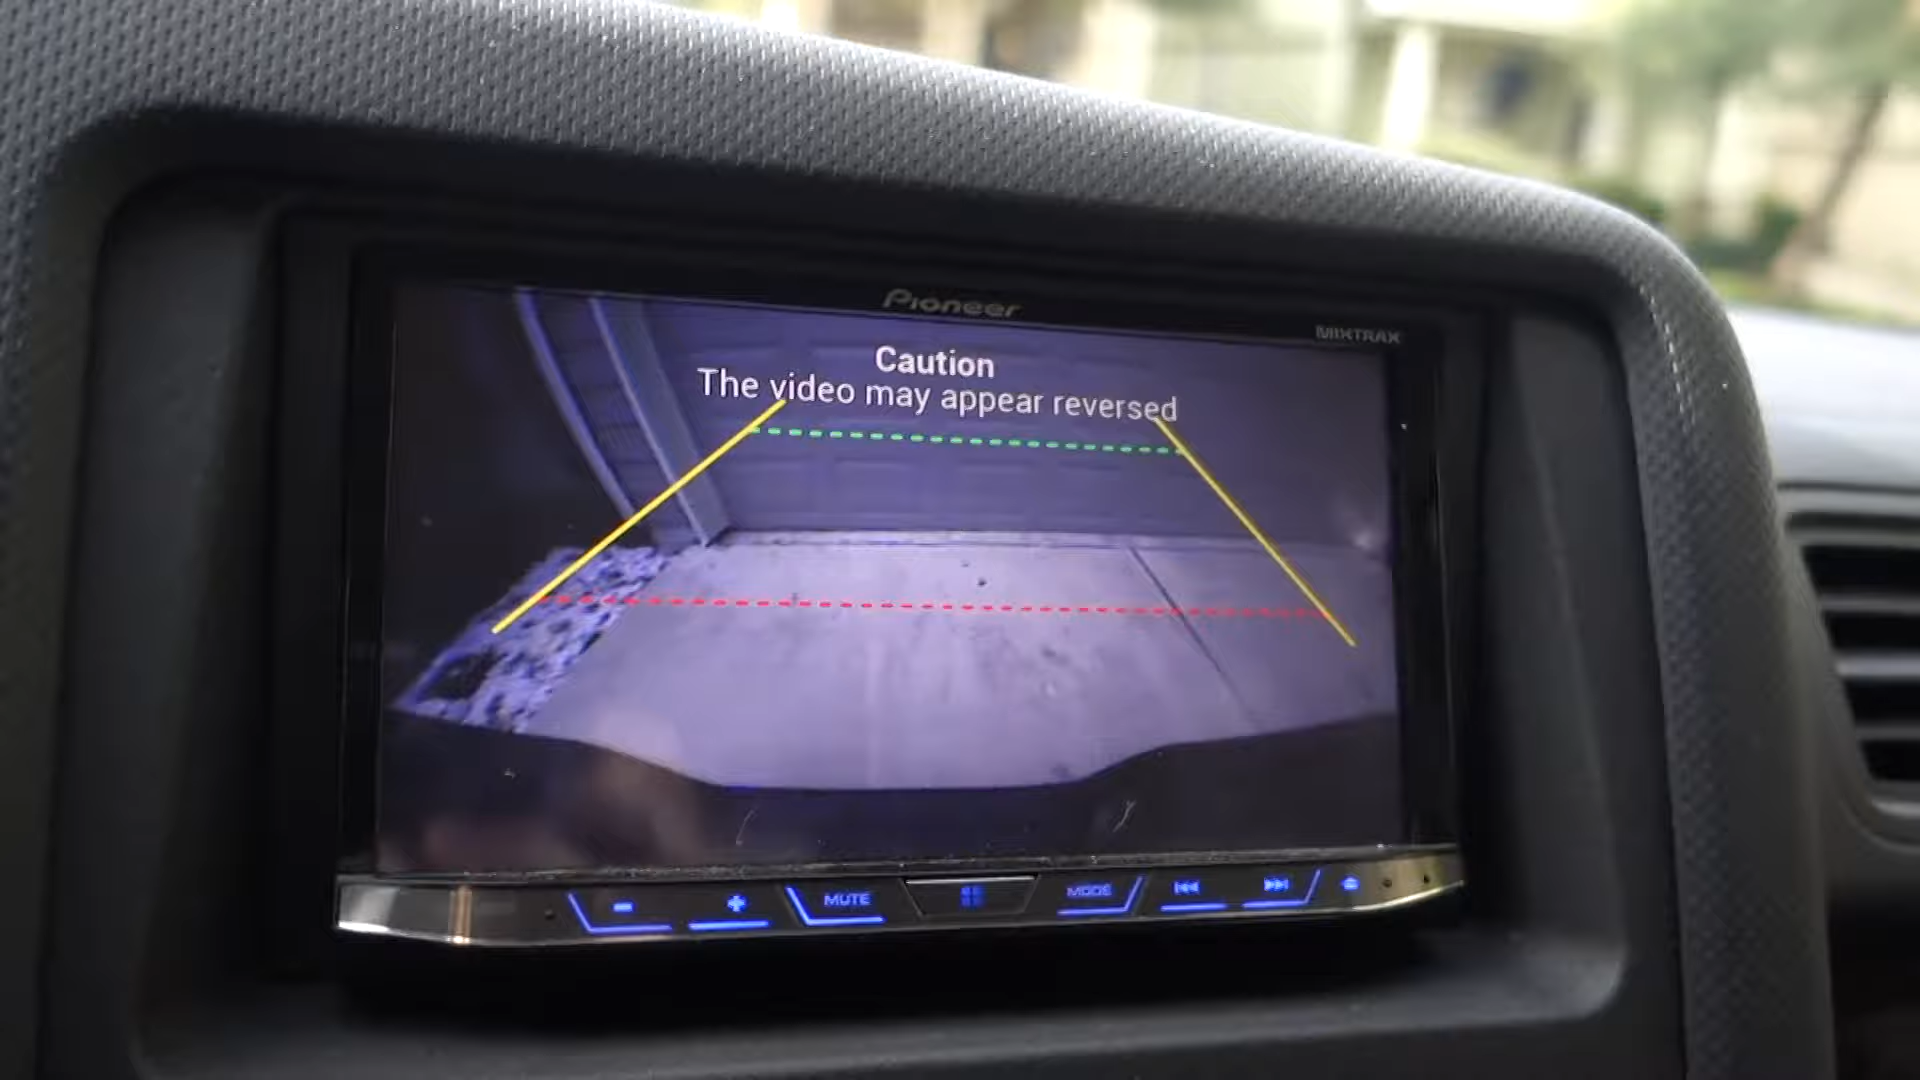 Pioneer
MIXTRAX
Caution
The video may appear reversed
MUTE
MODE